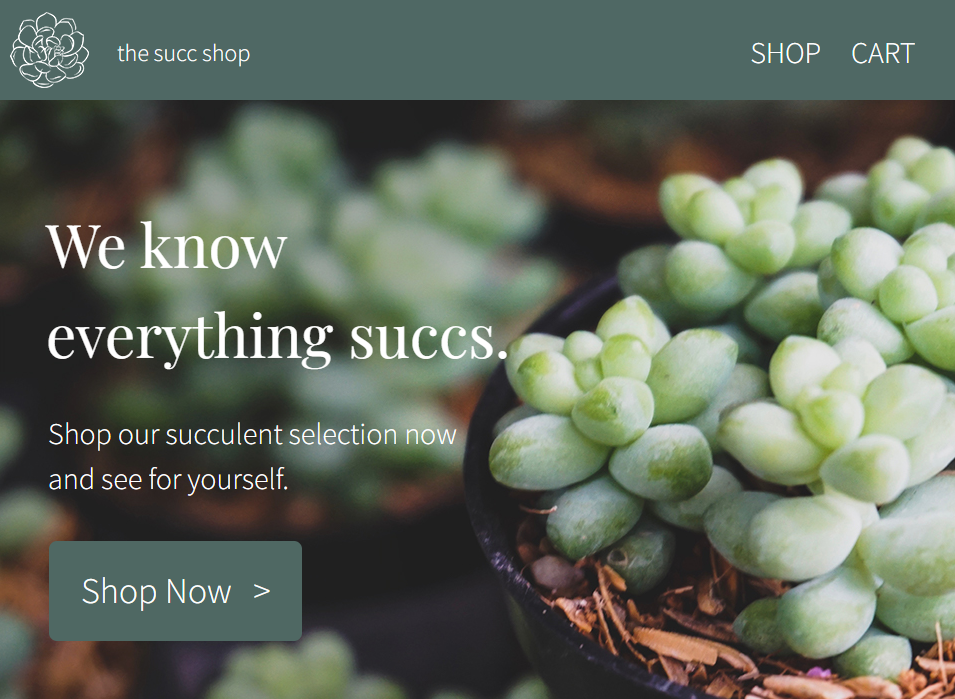 the succ shop
SHOP CART
We know
everything succs.
Shop our succulent selection now
and see for yourself.
Shop Now >